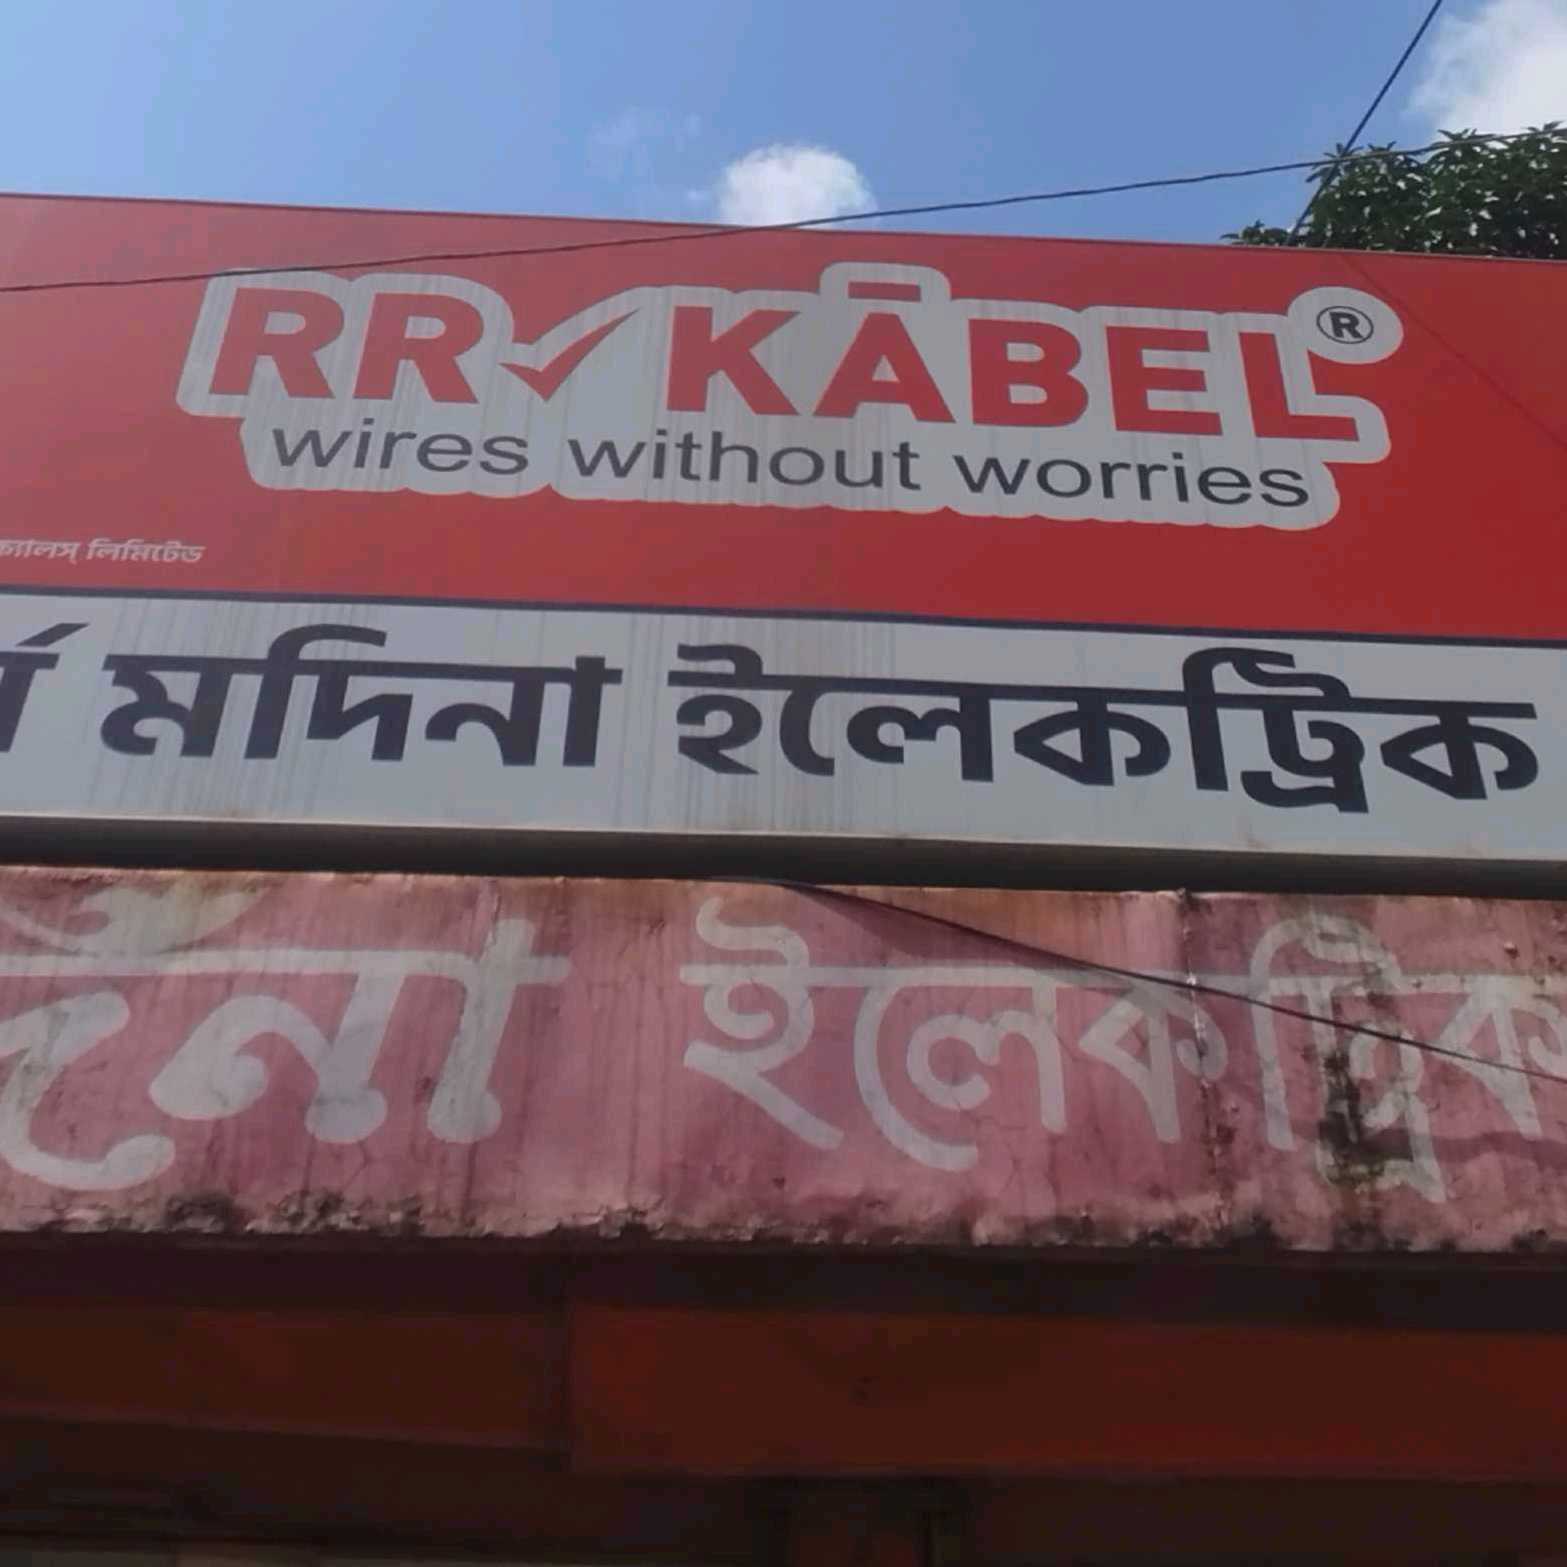 RR KĀBEL®
wires without worries
লিমিটেড
মদিনা ইলেকট্রিক
ইলেকট্রিক